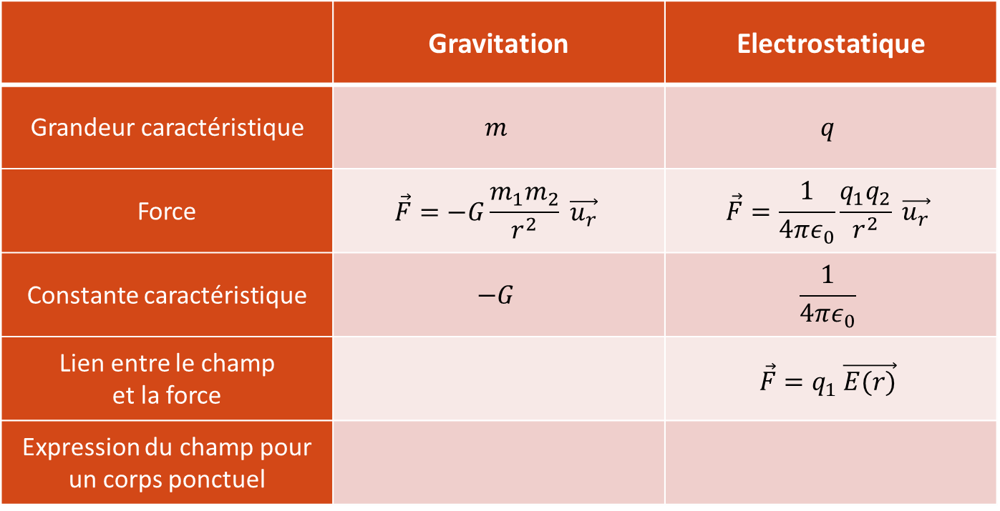 Gravitation
Electrostatique
Grandeur caractéristique
m
q
Force
$\vec{F} = -G \frac{m_1 m_2}{r^2} \overrightarrow{u_r}$
$\vec{F} = \frac{1}{4\pi\epsilon_0} \frac{q_1 q_2}{r^2} \overrightarrow{u_r}$
Constante caractéristique
$-G$
$\frac{1}{4\pi\epsilon_0}$
Lien entre le champ
et la force
$\vec{F} = q_1 \overrightarrow{E(r)}$
Expression du champ pour
un corps ponctuel